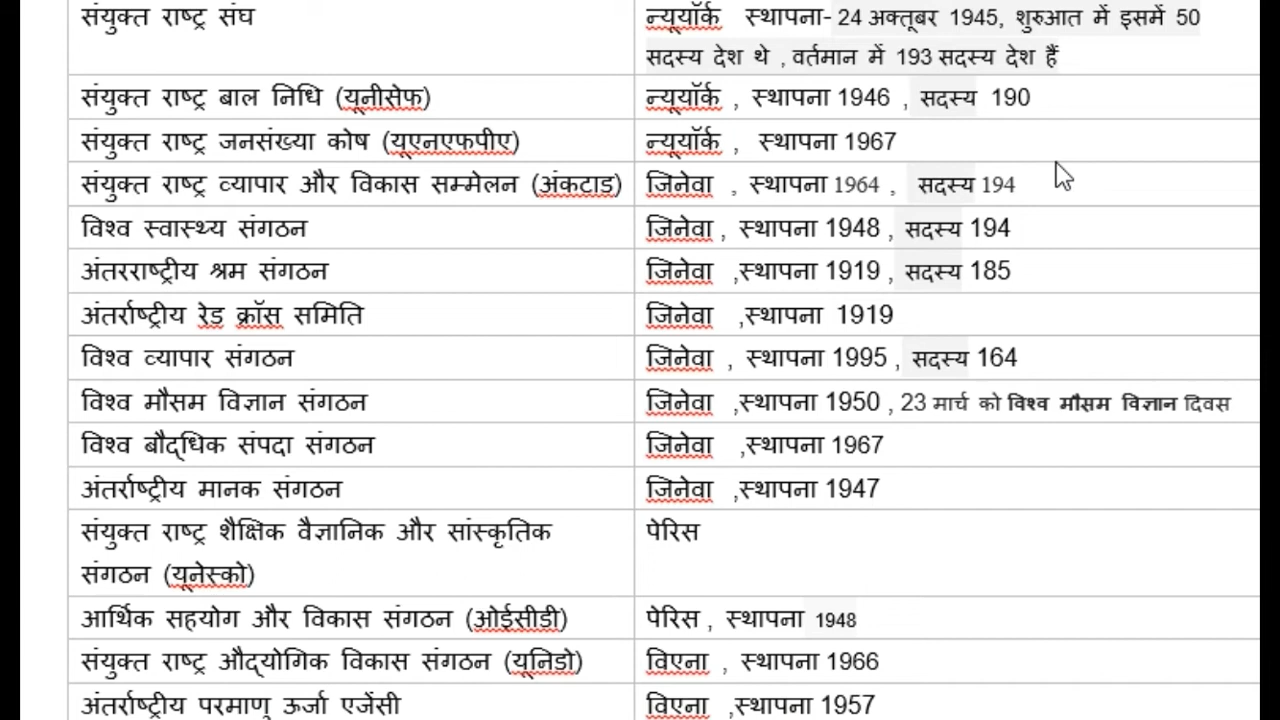 संयुक्त राष्ट्र संघ न्यूयॉर्क स्थापना- 24 अक्तूबर 1945, शुरुआत में इसमें 50
सदस्य देश थे , वर्तमान में 193 सदस्य देश हैं
संयुक्त राष्ट्र बाल निधि (यूनीसेफ) न्यूयॉर्क , स्थापना 1946 , सदस्य 190
संयुक्त राष्ट्र जनसंख्या कोष (यूएनएफपीए) न्यूयॉर्क , स्थापना 1967
संयुक्त राष्ट्र व्यापार और विकास सम्मेलन (अंकटाड) जिनेवा , स्थापना 1964 , सदस्य 194
विश्व स्वास्थ्य संगठन जिनेवा , स्थापना 1948 , सदस्य 194
अंतरराष्ट्रीय श्रम संगठन जिनेवा ,स्थापना 1919 , सदस्य 185
अंतर्राष्ट्रीय रेड क्रॉस समिति जिनेवा ,स्थापना 1919
विश्व व्यापार संगठन जिनेवा , स्थापना 1995 , सदस्य 164
विश्व मौसम विज्ञान संगठन जिनेवा ,स्थापना 1950 , 23 मार्च को विश्व मौसम विज्ञान दिवस
विश्व बौद्धिक संपदा संगठन जिनेवा ,स्थापना 1967
अंतर्राष्ट्रीय मानक संगठन जिनेवा ,स्थापना 1947
संयुक्त राष्ट्र शैक्षिक वैज्ञानिक और सांस्कृतिक पेरिस
संगठन (यूनेस्को)
आर्थिक सहयोग और विकास संगठन (ओईसीडी) पेरिस , स्थापना 1948
संयुक्त राष्ट्र औद्योगिक विकास संगठन (यूनिडो) विएना , स्थापना 1966
अंतर्राष्ट्रीय परमाणु ऊर्जा एजेंसी विएना ,स्थापना 1957